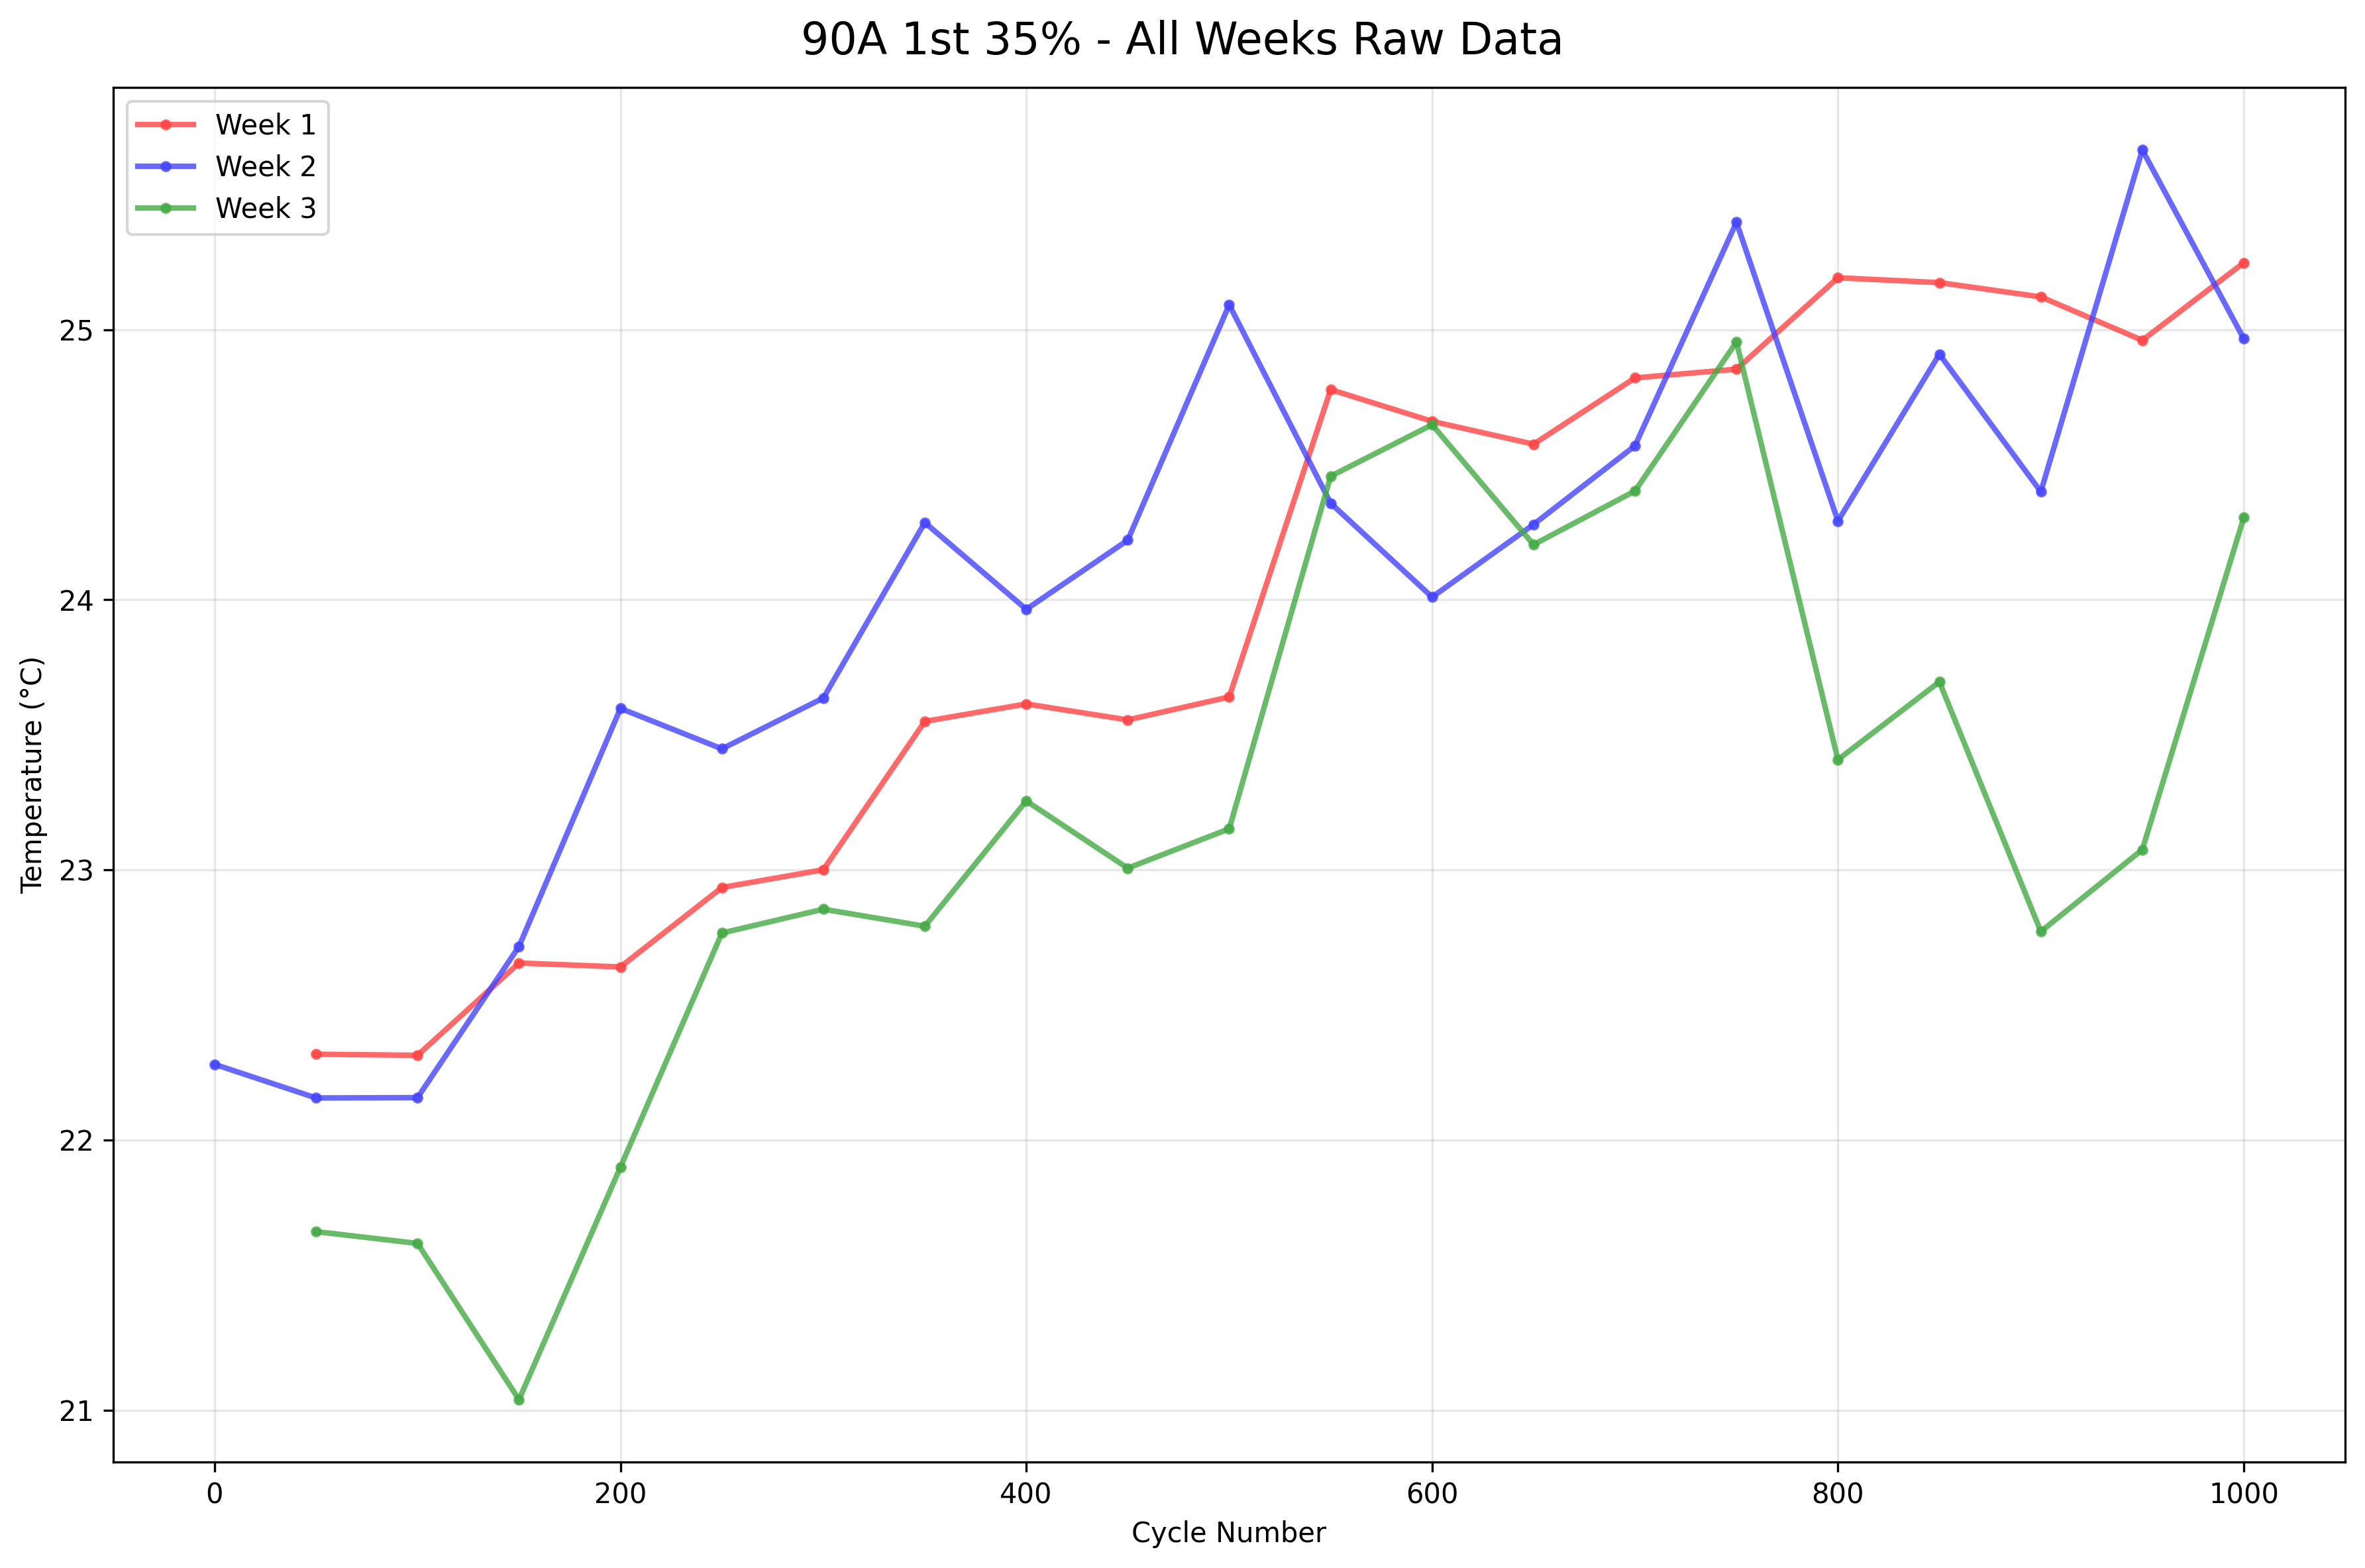 90A 1st 35% - All Weeks Raw Data
Week 1
Week 2
Week 3
Temperature (°C)
25
24
23
22
21
0 200 400 600 800 1000
Cycle Number